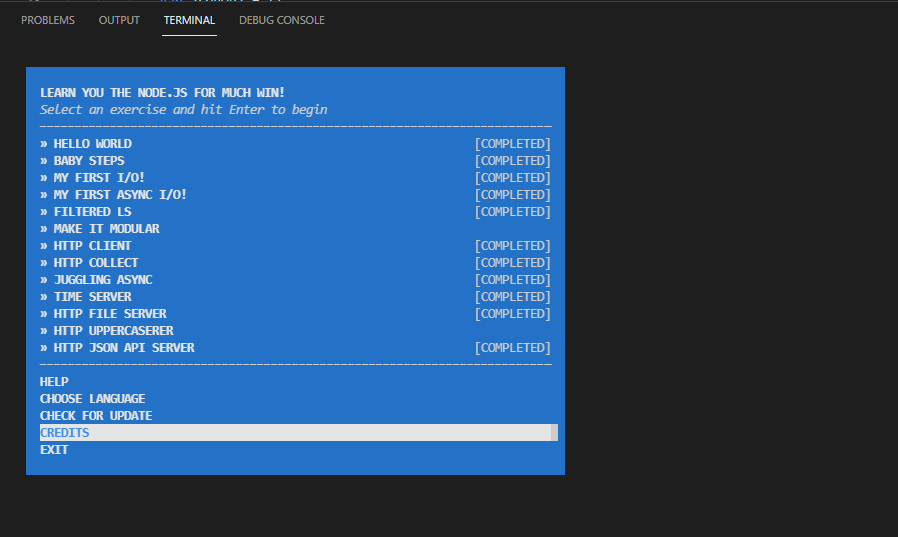 PROBLEMS OUTPUT TERMINAL DEBUG CONSOLE
LEARN YOU THE NODE.JS FOR MUCH WIN!
Select an exercise and hit Enter to begin
» HELLO WORLD [COMPLETED]
» BABY STEPS [COMPLETED]
» MY FIRST I/O! [COMPLETED]
» MY FIRST ASYNC I/O! [COMPLETED]
» FILTERED LS [COMPLETED]
» MAKE IT MODULAR
» HTTP CLIENT [COMPLETED]
» HTTP COLLECT [COMPLETED]
» JUGGLING ASYNC [COMPLETED]
» TIME SERVER [COMPLETED]
» HTTP FILE SERVER [COMPLETED]
» HTTP UPPERCASERER
» HTTP JSON API SERVER [COMPLETED]
HELP
CHOOSE LANGUAGE
CHECK FOR UPDATE
CREDITS
EXIT